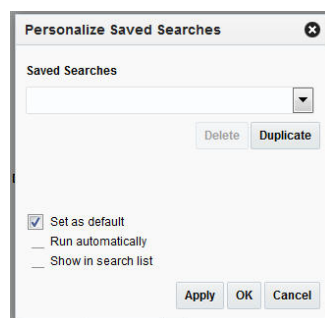 Personalize Saved Searches
Saved Searches
Delete Duplicate
Set as default
Run automatically
Show in search list
Apply OK Cancel